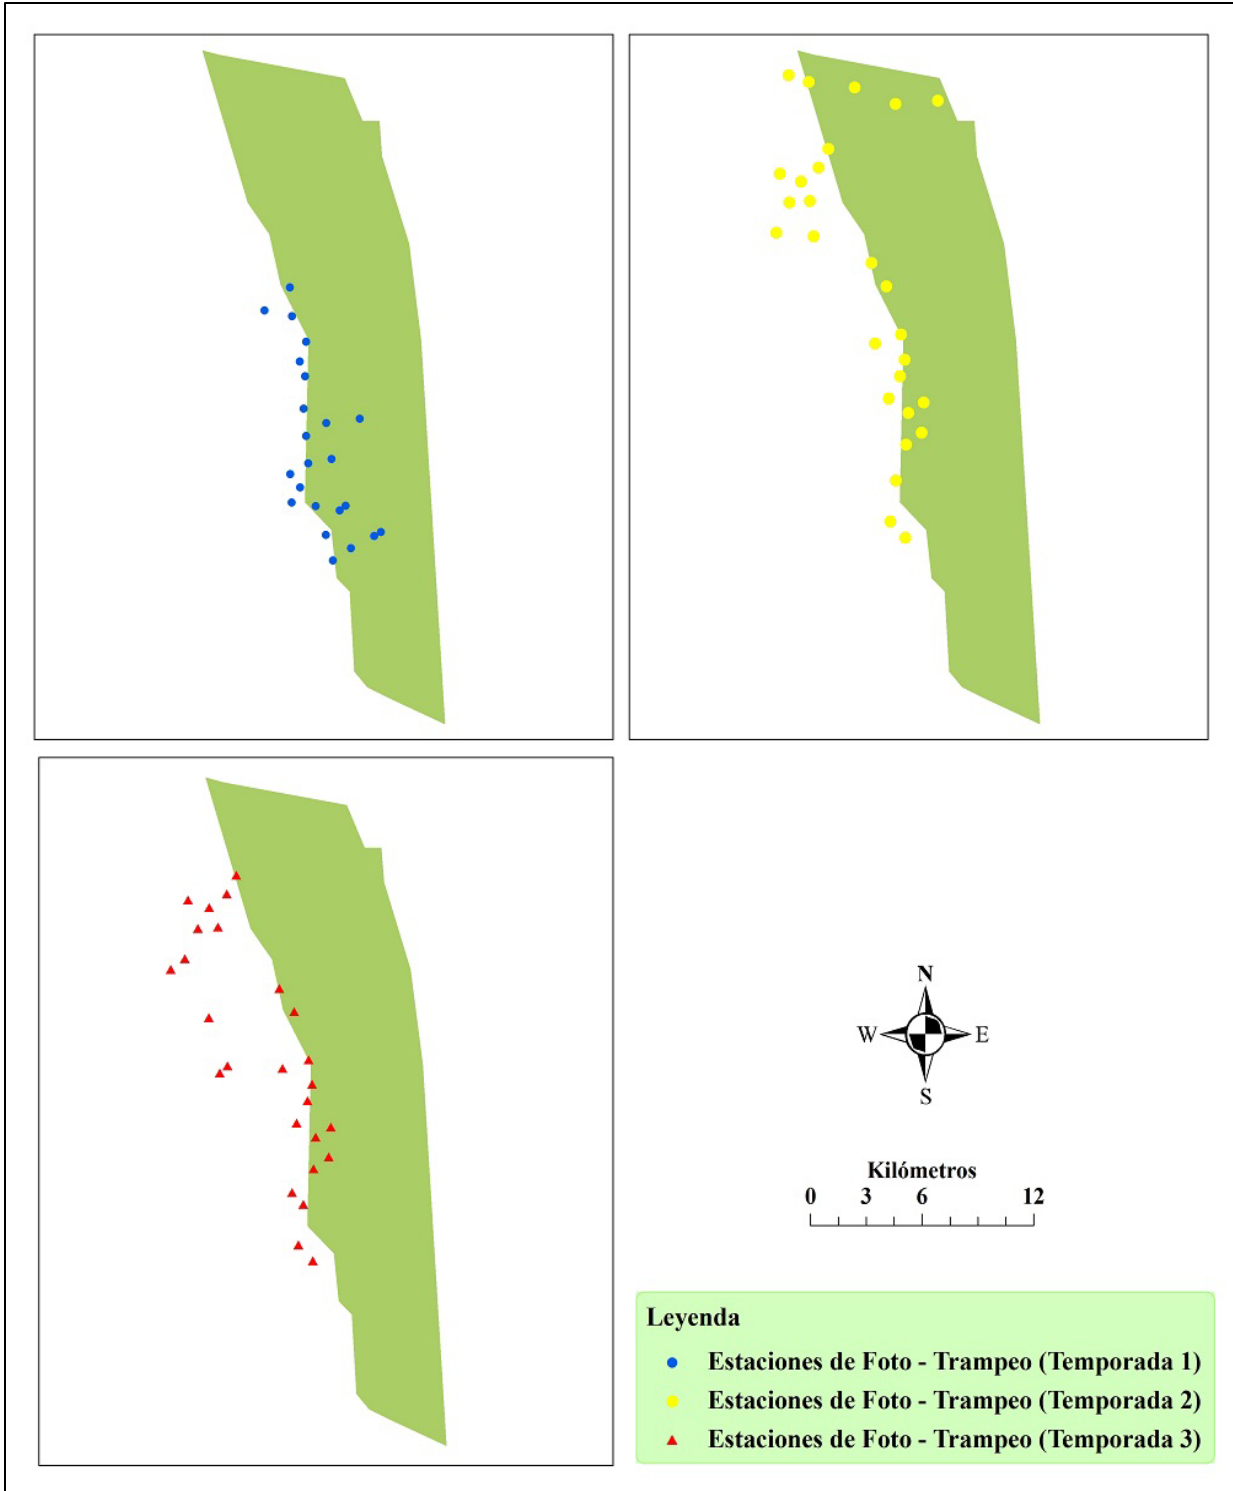 N
W E
S
Kilómetros
0 3 6 12
Leyenda
Estaciones de Foto - Trampeo (Temporada 1)
Estaciones de Foto - Trampeo (Temporada 2)
Estaciones de Foto - Trampeo (Temporada 3)